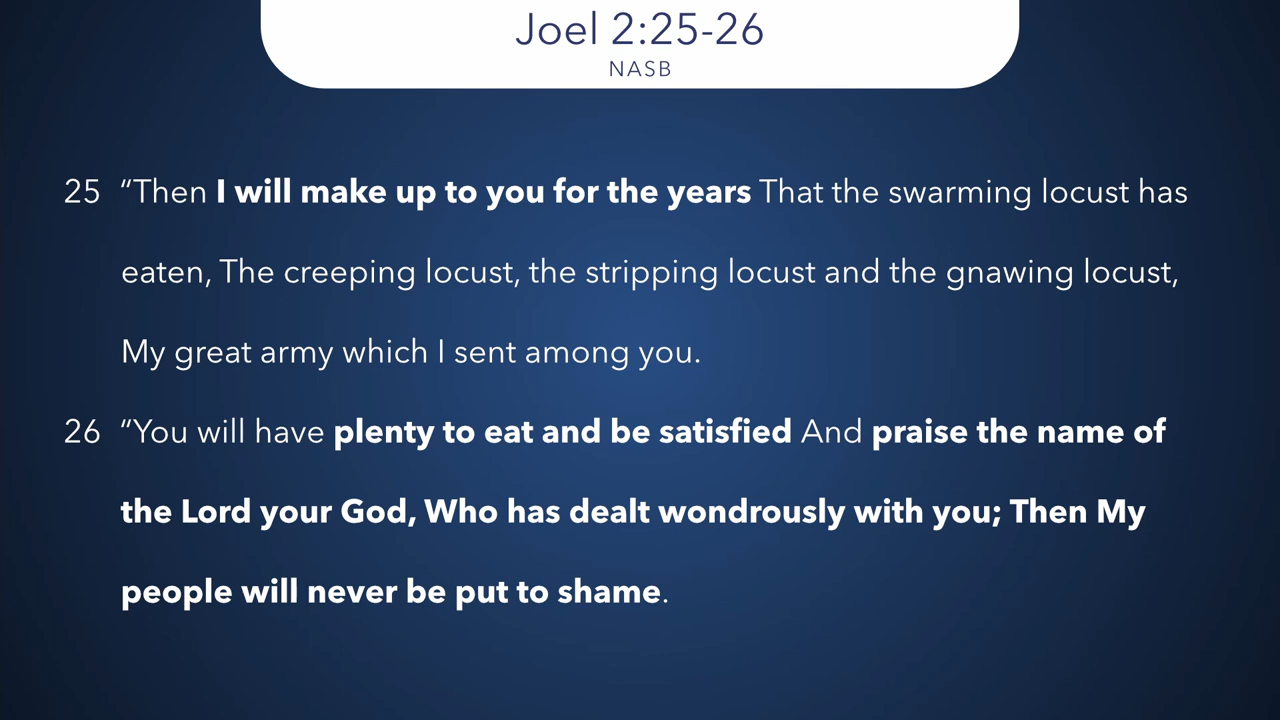 Joel 2:25-26
NASB
25 “Then I will make up to you for the years That the swarming locust has
eaten, The creeping locust, the stripping locust and the gnawing locust,
My great army which I sent among you.
26 “You will have plenty to eat and be satisfied And praise the name of
the Lord your God, Who has dealt wondrously with you; Then My
people will never be put to shame.